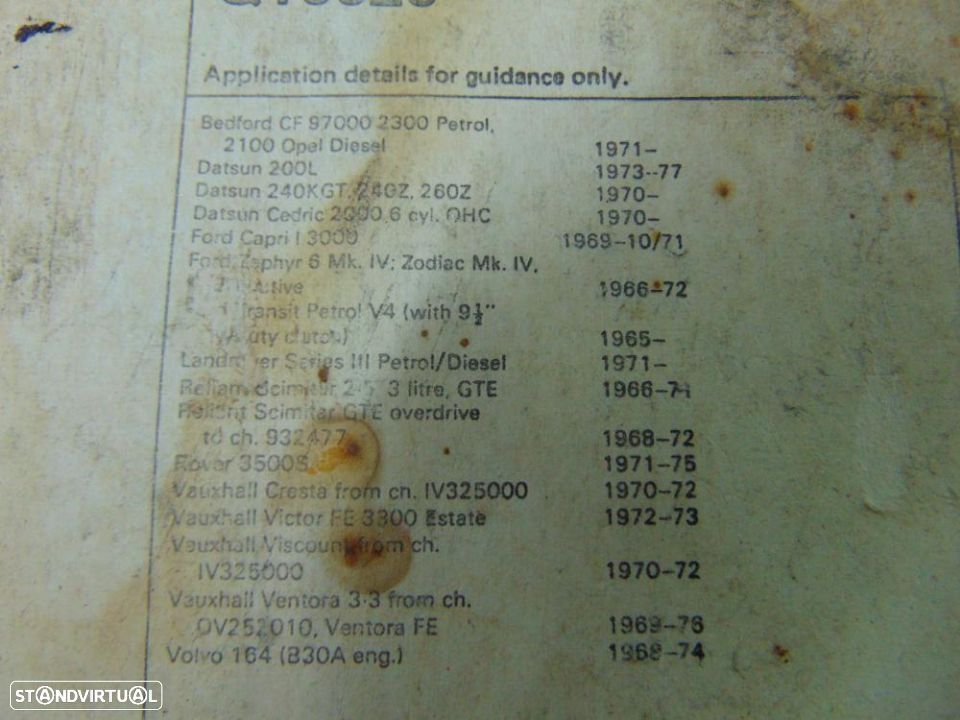 Application details for guidance only.
Bedford CF 97000 2300 Petrol,
2100 Opel Diesel 1971–
Datsun 200L 1973--77
Datsun 240KGT, 240Z, 260Z 1970–
Datsun Cedric 2000 6 cyl. OHC 1970–
Ford Capri I 3000 1969–10/71
Ford Zephyr 6 Mk. IV; Zodiac Mk. IV,
1966–72
Transit Petrol V4 (with 9½"
duty clutch) 1965–
Landrover Series III Petrol/Diesel 1971–
Reliant Scimitar 2·5 3 litre, GTE 1966–71
Reliant Scimitar GTE overdrive
to ch. 932477 1968–72
Rover 3500S 1971–75
Vauxhall Cresta from ch. IV325000 1970–72
Vauxhall Victor FE 3300 Estate 1972–73
Vauxhall Viscount from ch.
IV325000 1970–72
Vauxhall Ventora 3·3 from ch.
OV252010, Ventora FE 1969–76
Volvo 164 (B30A eng.) 1968–74
STANDVIRTUAL